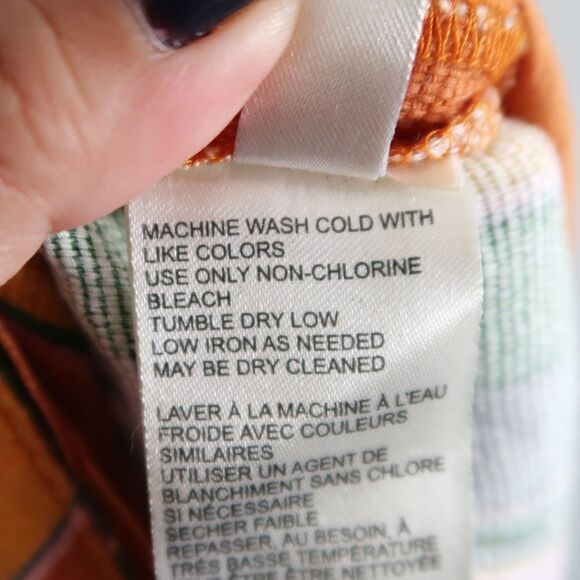 MACHINE WASH COLD WITH
LIKE COLORS
USE ONLY NON-CHLORINE
BLEACH
TUMBLE DRY LOW
LOW IRON AS NEEDED
MAY BE DRY CLEANED
LAVER À LA MACHINE À L'EAU
FROIDE AVEC COULEURS
SIMILAIRES
UTILISER UN AGENT DE
BLANCHIMENT SANS CHLORE
SI NÉCESSAIRE
SECHER FAIBLE
REPASSER, AU BESOIN, À
TRÈS BASSE TEMPÉRATURE
ÊTRE NETTOYÉE